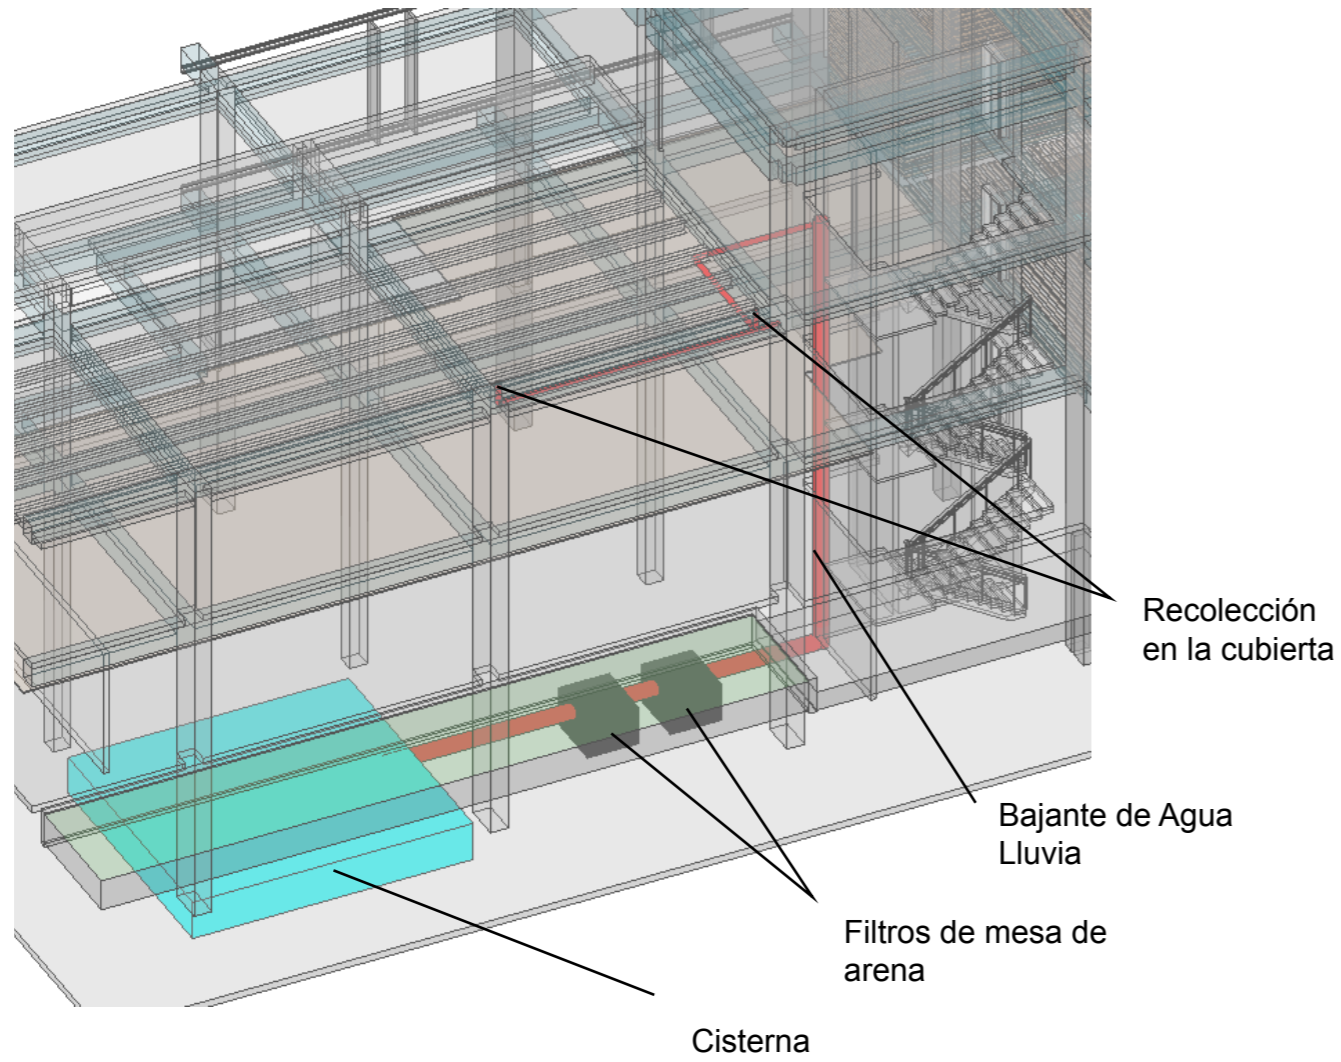 Recolección
en la cubierta
Bajante de Agua
Lluvia
Filtros de mesa de
arena
Cisterna